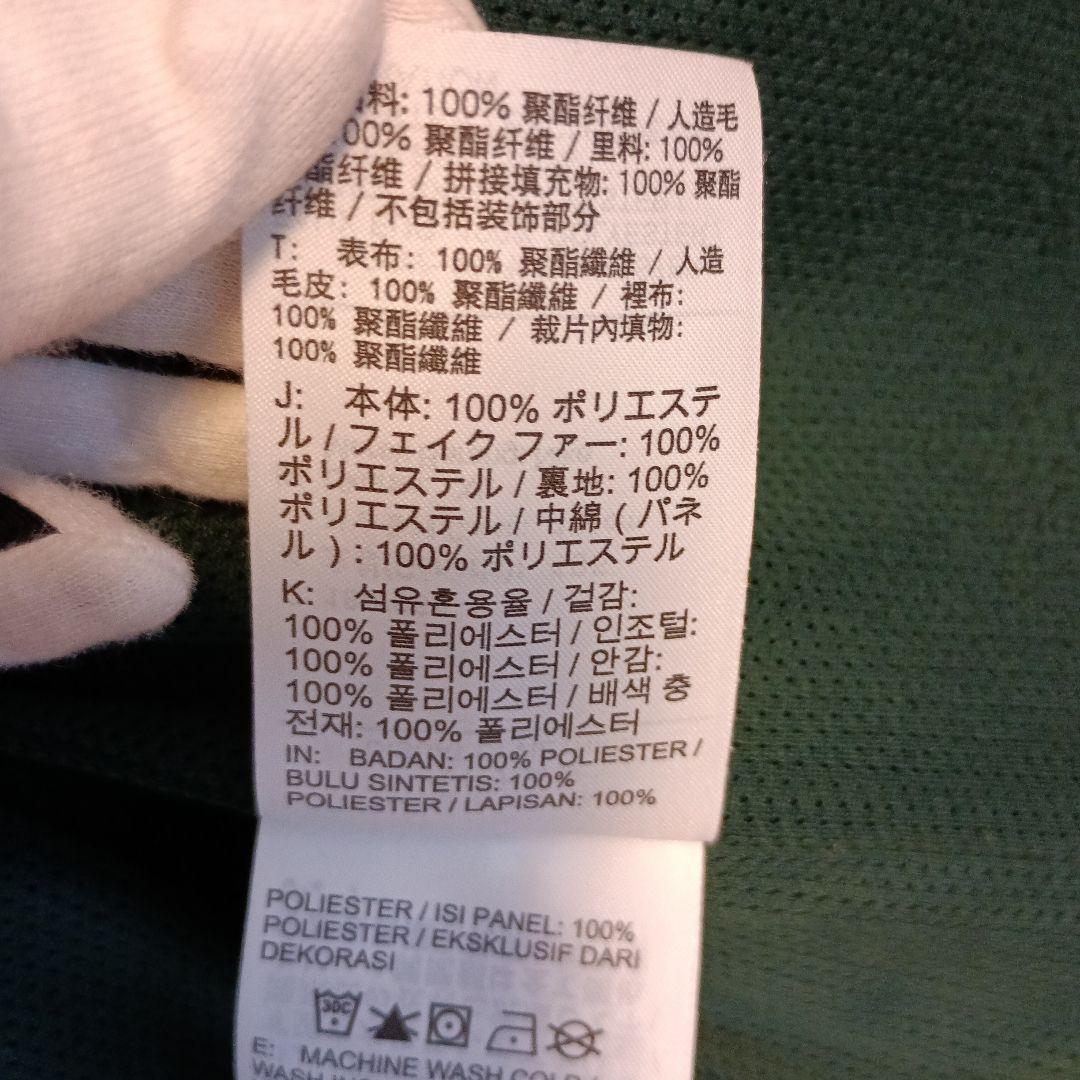 料: 100% 聚酯纤维 / 人造毛
00% 聚酯纤维 / 里料: 100%
酯纤维 / 拼接填充物: 100% 聚酯
纤维 / 不包括装饰部分
T: 表布: 100% 聚酯纖維 / 人造
毛皮: 100% 聚酯纖維 / 裡布:
100% 聚酯纖維 / 裁片內填物:
100% 聚酯纖維
J: 本体: 100% ポリエステ
ル / フェイク ファー: 100%
ポリエステル / 裏地: 100%
ポリエステル / 中綿 ( パネ
ル ) : 100% ポリエステル
K: 섬유혼용율 / 겉감:
100% 폴리에스터 / 인조털:
100% 폴리에스터 / 안감:
100% 폴리에스터 / 배색 충
전재: 100% 폴리에스터
IN: BADAN: 100% POLIESTER /
BULU SINTETIS: 100%
POLIESTER / LAPISAN: 100%
POLIESTER / ISI PANEL: 100%
POLIESTER / EKSKLUSIF DARI
DEKORASI
30C
E: MACHINE WASH COLD /
WASH